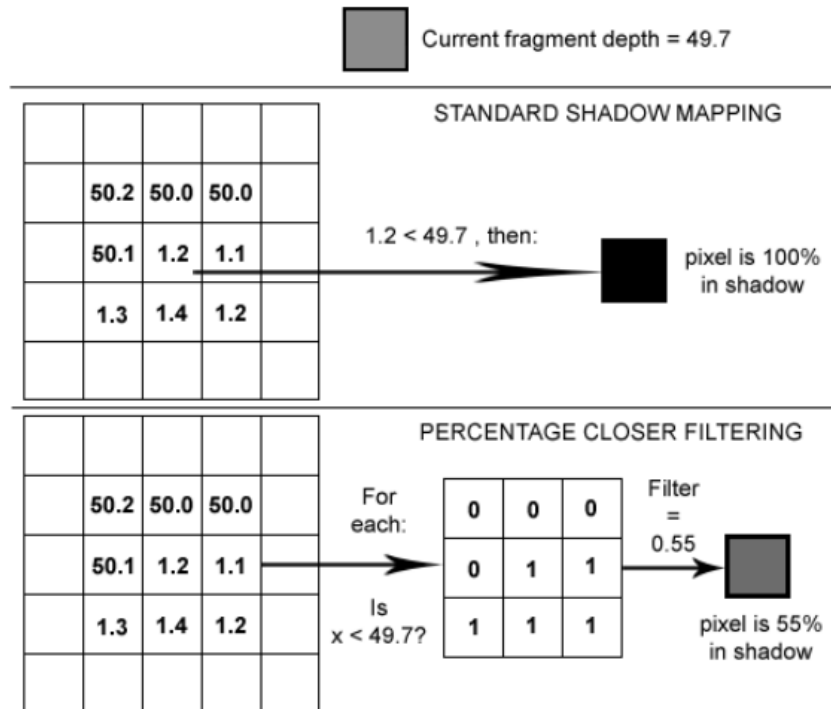 Current fragment depth = 49.7
STANDARD SHADOW MAPPING
50.2 50.0 50.0
50.1 1.2 1.1
1.3 1.4 1.2
1.2 < 49.7 , then:
pixel is 100%
in shadow
PERCENTAGE CLOSER FILTERING
50.2 50.0 50.0
50.1 1.2 1.1
1.3 1.4 1.2
For
each:
Is
x < 49.7?
0 0 0
0 1 1
1 1 1
Filter
=
0.55
pixel is 55%
in shadow